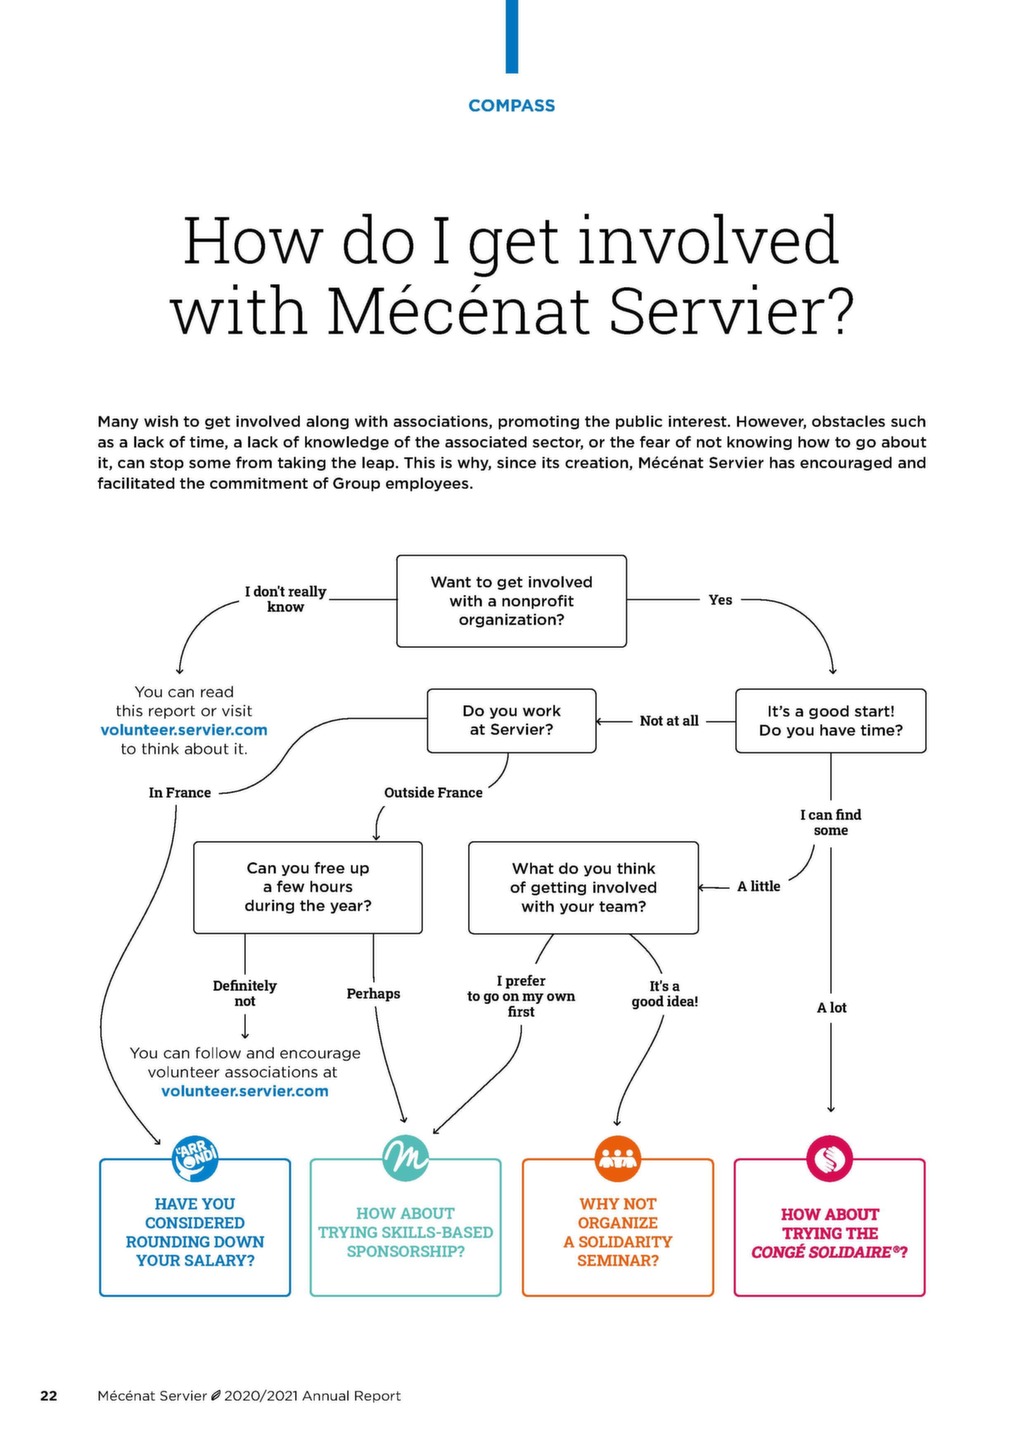 COMPASS
How do I get involved
with Mécénat Servier?
Many wish to get involved along with associations, promoting the public interest. However, obstacles such
as a lack of time, a lack of knowledge of the associated sector, or the fear of not knowing how to go about
it, can stop some from taking the leap. This is why, since its creation, Mécénat Servier has encouraged and
facilitated the commitment of Group employees.
Want to get involved
with a nonprofit
organization?
I don't really
know
Yes
You can read
this report or visit
volunteer.servier.com
to think about it.
Do you work
at Servier?
Not at all
It's a good start!
Do you have time?
In France
Outside France
I can find
some
Can you free up
a few hours
during the year?
What do you think
of getting involved
with your team?
A little
Definitely
not
Perhaps
I prefer
to go on my own
first
It's a
good idea!
A lot
You can follow and encourage
volunteer associations at
volunteer.servier.com
L'ARR
ONDI
HAVE YOU
CONSIDERED
ROUNDING DOWN
YOUR SALARY?
HOW ABOUT
TRYING SKILLS-BASED
SPONSORSHIP?
WHY NOT
ORGANIZE
A SOLIDARITY
SEMINAR?
HOW ABOUT
TRYING THE
CONGÉ SOLIDAIRE®?
22 Mécénat Servier 2020/2021 Annual Report